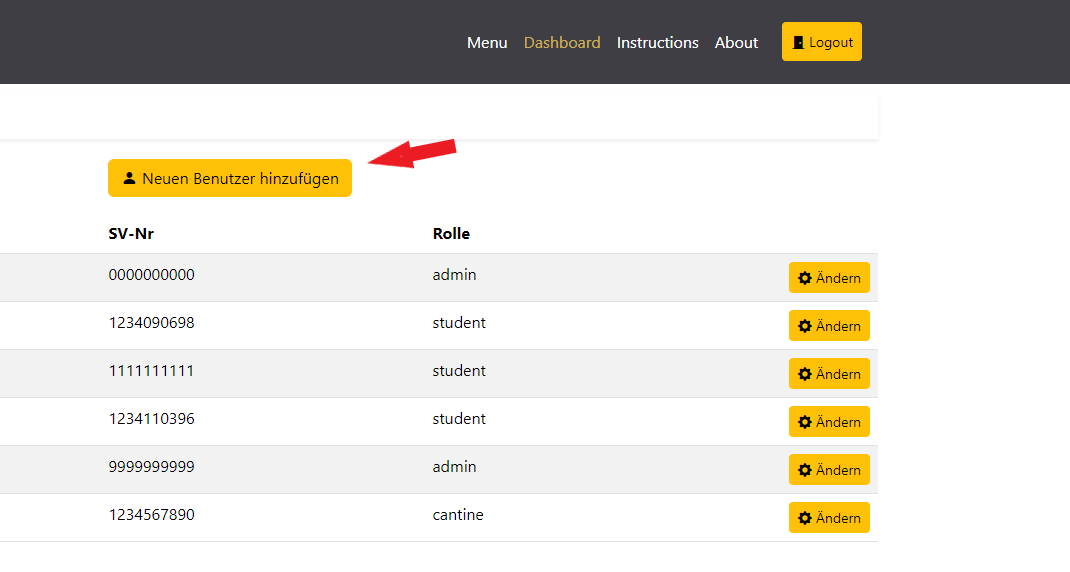 Menu Dashboard Instructions About Logout
Neuen Benutzer hinzufügen
SV-Nr Rolle
0000000000 admin Ändern
1234090698 student Ändern
1111111111 student Ändern
1234110396 student Ändern
9999999999 admin Ändern
1234567890 cantine Ändern